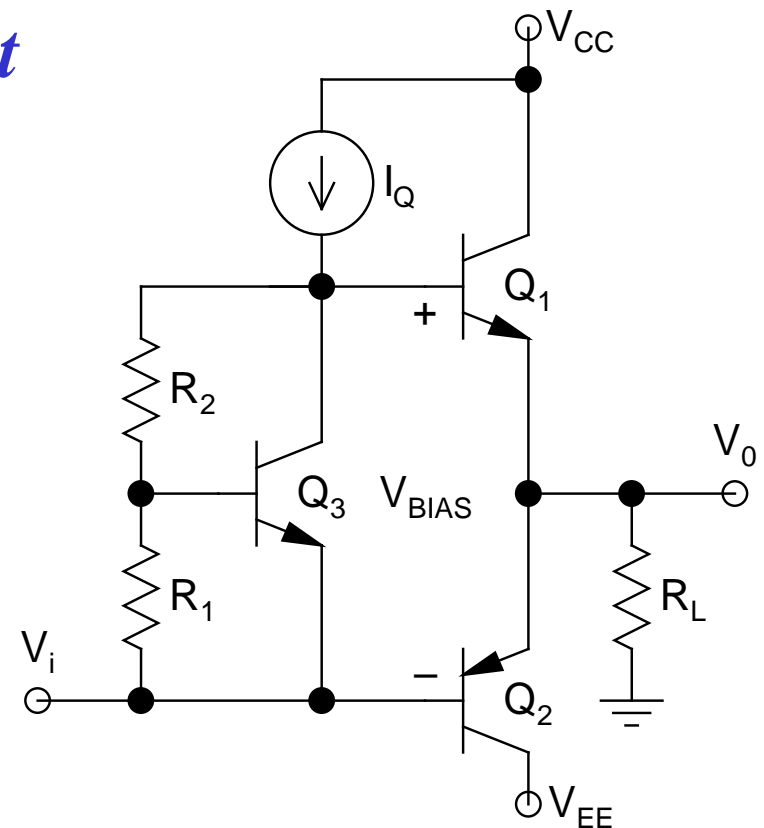 t
V_CC
I_Q
Q_1
+
R_2
V_0
Q_3 V_BIAS
R_1
R_L
V_i
−
Q_2
V_EE